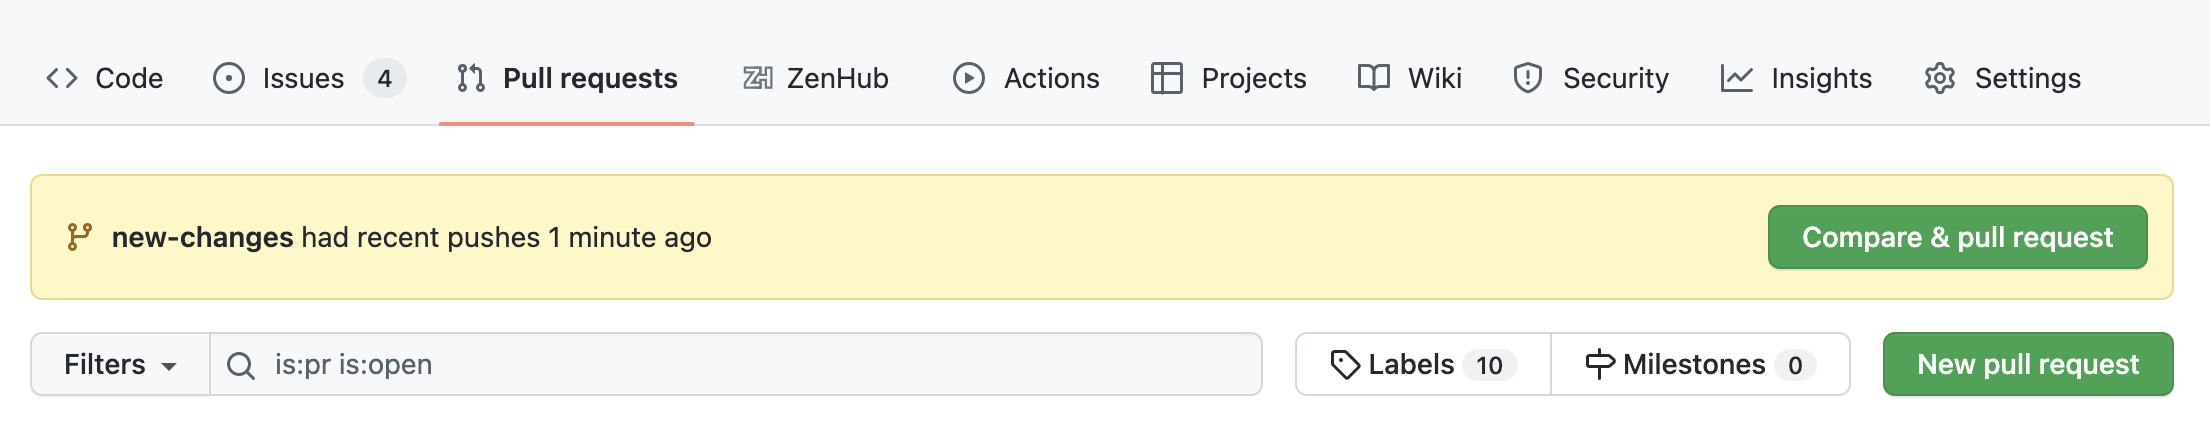 Code Issues 4 Pull requests ZH ZenHub Actions Projects Wiki Security Insights Settings
new-changes had recent pushes 1 minute ago Compare & pull request
Filters is:pr is:open Labels 10 Milestones 0 New pull request